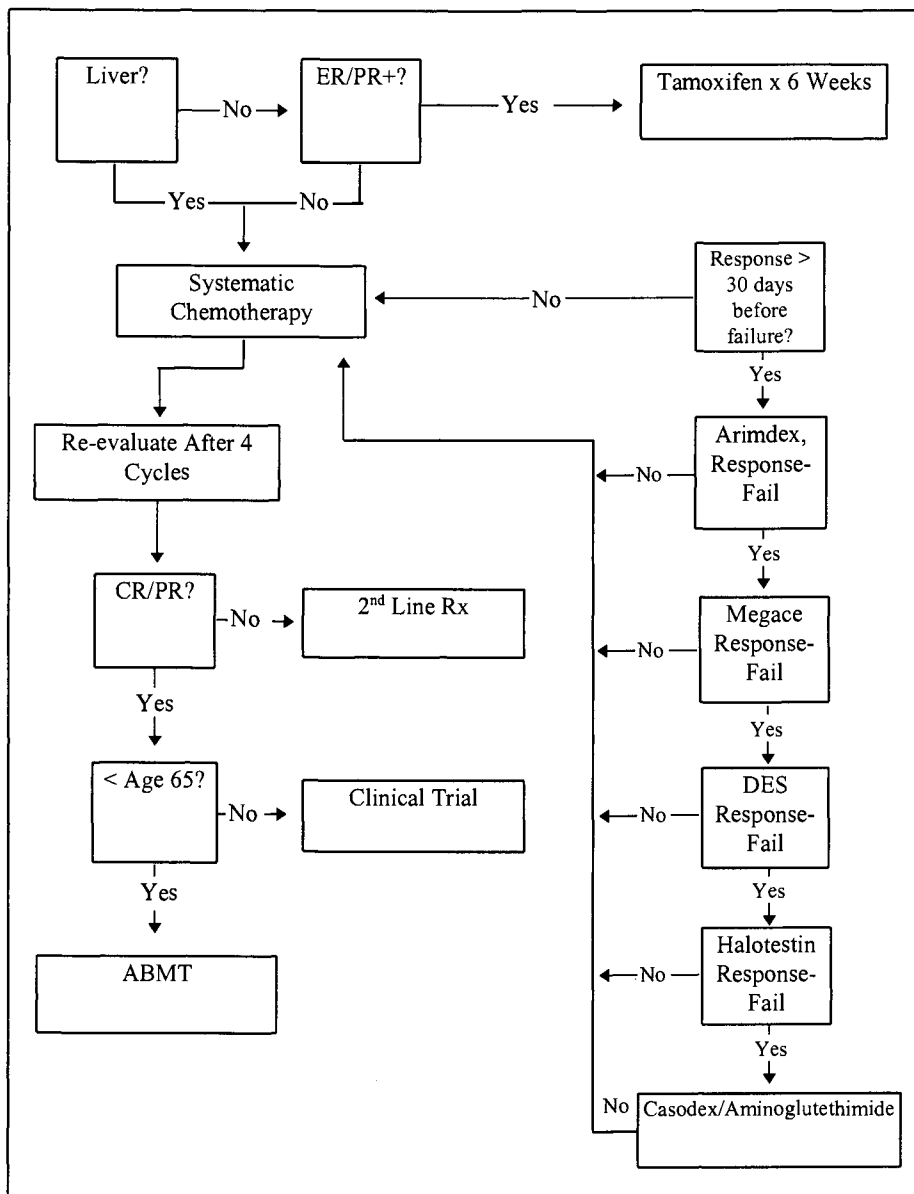 Liver?
No
ER/PR+?
Yes
Tamoxifen x 6 Weeks
Yes
No
Systematic
Chemotherapy
No
Response >
30 days
before
failure?
Yes
Re-evaluate After 4
Cycles
No
Arimdex,
Response-
Fail
Yes
CR/PR?
No
2nd Line Rx
No
Megace
Response-
Fail
Yes
Yes
< Age 65?
No
Clinical Trial
No
DES
Response-
Fail
Yes
Yes
ABMT
No
Halotestin
Response-
Fail
Yes
No
Casodex/Aminoglutethimide